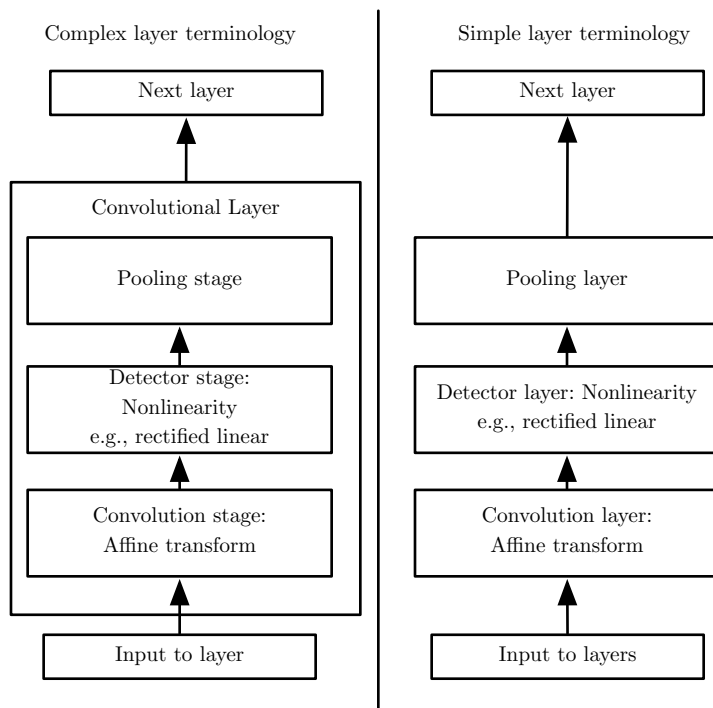 Complex layer terminology
Next layer
Convolutional Layer
Pooling stage
Detector stage:
Nonlinearity
e.g., rectified linear
Convolution stage:
Affine transform
Input to layer
Simple layer terminology
Next layer
Pooling layer
Detector layer: Nonlinearity
e.g., rectified linear
Convolution layer:
Affine transform
Input to layers